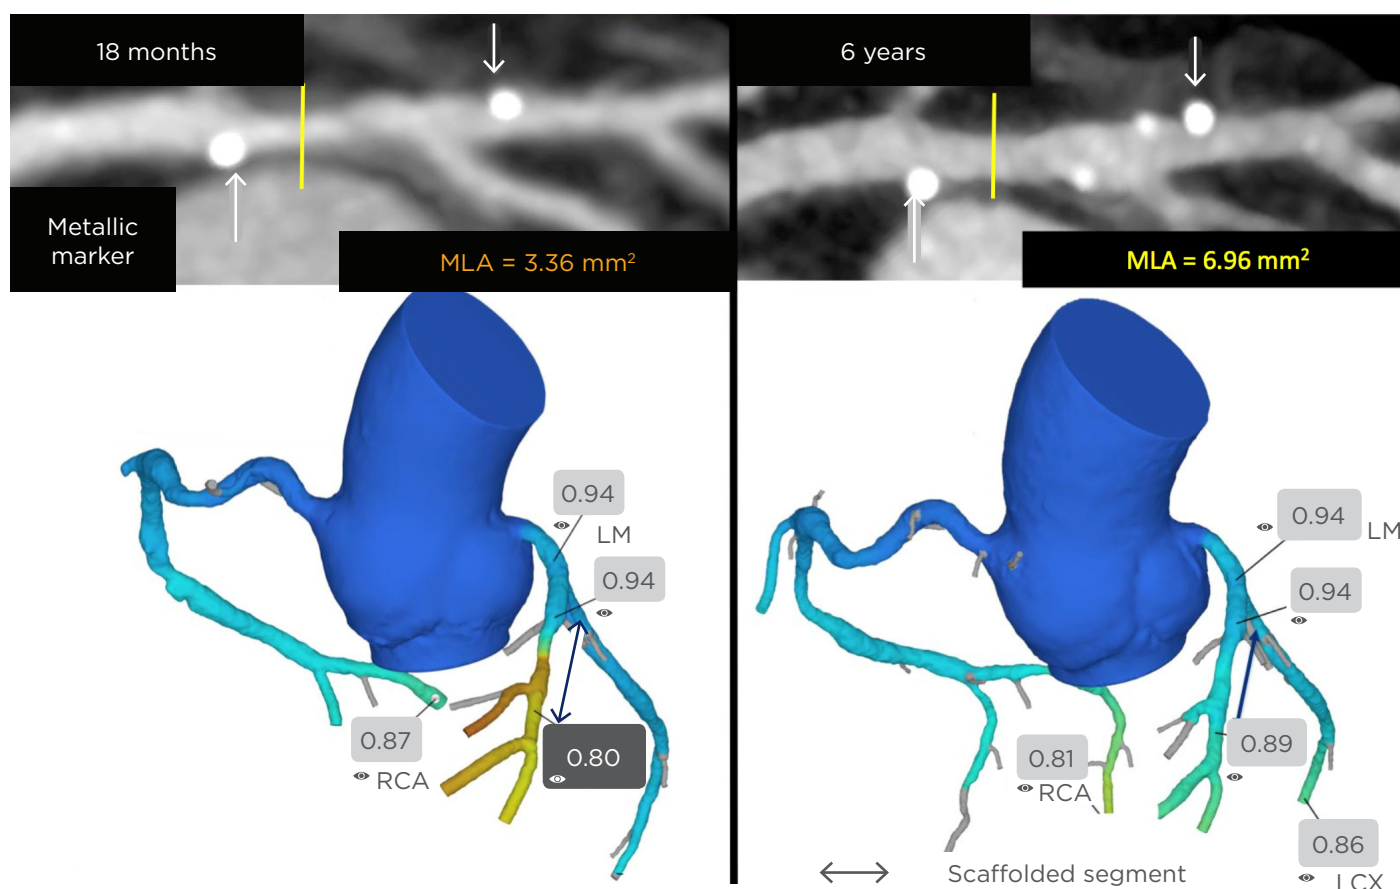 18 months
Metallic
marker
MLA = 3.36 mm²
0.94
LM
0.94
0.87
RCA
0.80
6 years
MLA = 6.96 mm²
0.94
LM
0.94
0.89
0.81
RCA
0.86
LCX
Scaffolded segment